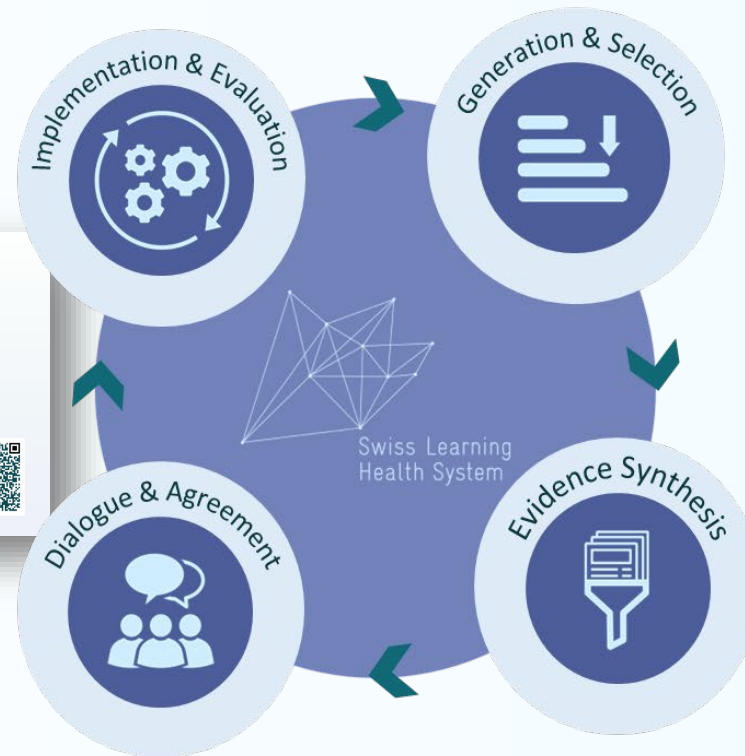 Implementation & Evaluation
Generation & Selection
Swiss Learning
Health System
Dialogue & Agreement
Evidence Synthesis